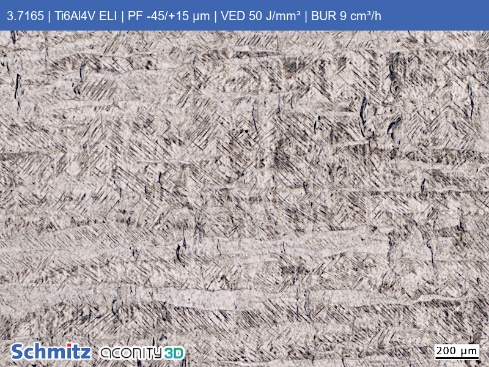 3.7165 | Ti6Al4V ELI | PF -45/+15 µm | VED 50 J/mm³ | BUR 9 cm³/h
Schmitz aconity3D
200 µm